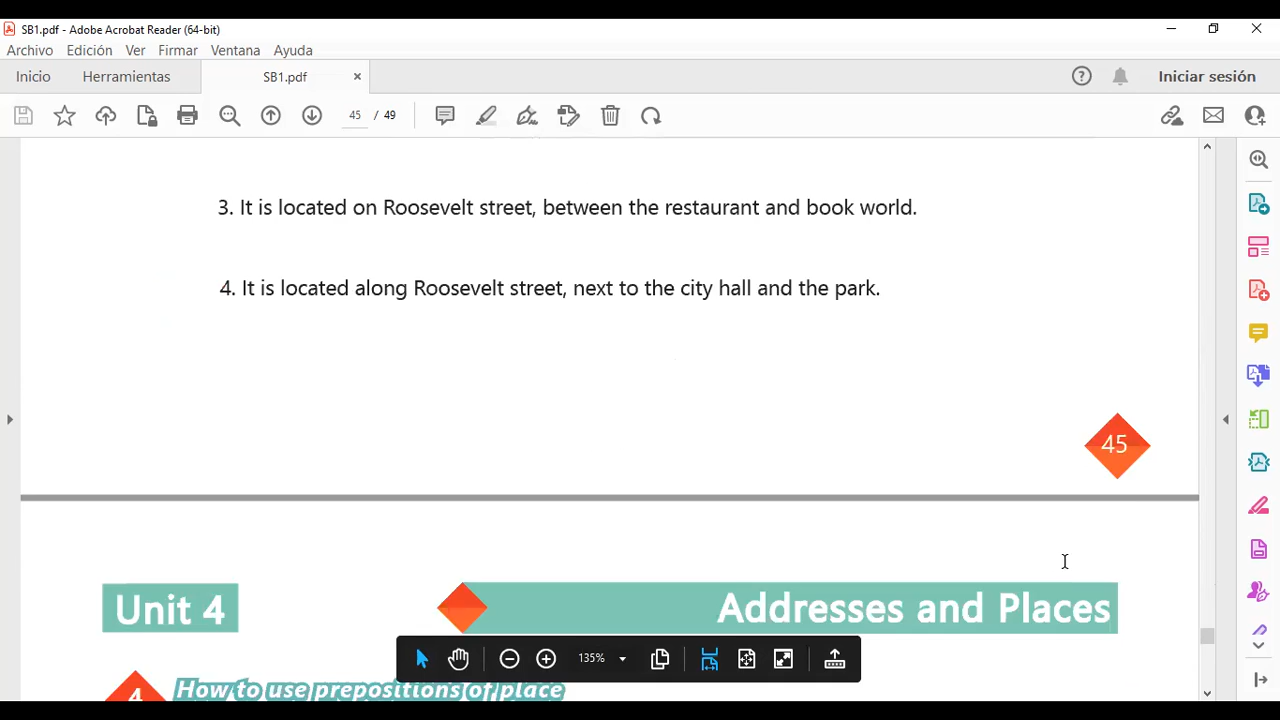 SB1.pdf - Adobe Acrobat Reader (64-bit)
Archivo Edición Ver Firmar Ventana Ayuda
Inicio Herramientas SB1.pdf × Iniciar sesión
45 / 49
3. It is located on Roosevelt street, between the restaurant and book world.
4. It is located along Roosevelt street, next to the city hall and the park.
45
Unit 4 Addresses and Places
135%
4 How to use prepositions of place